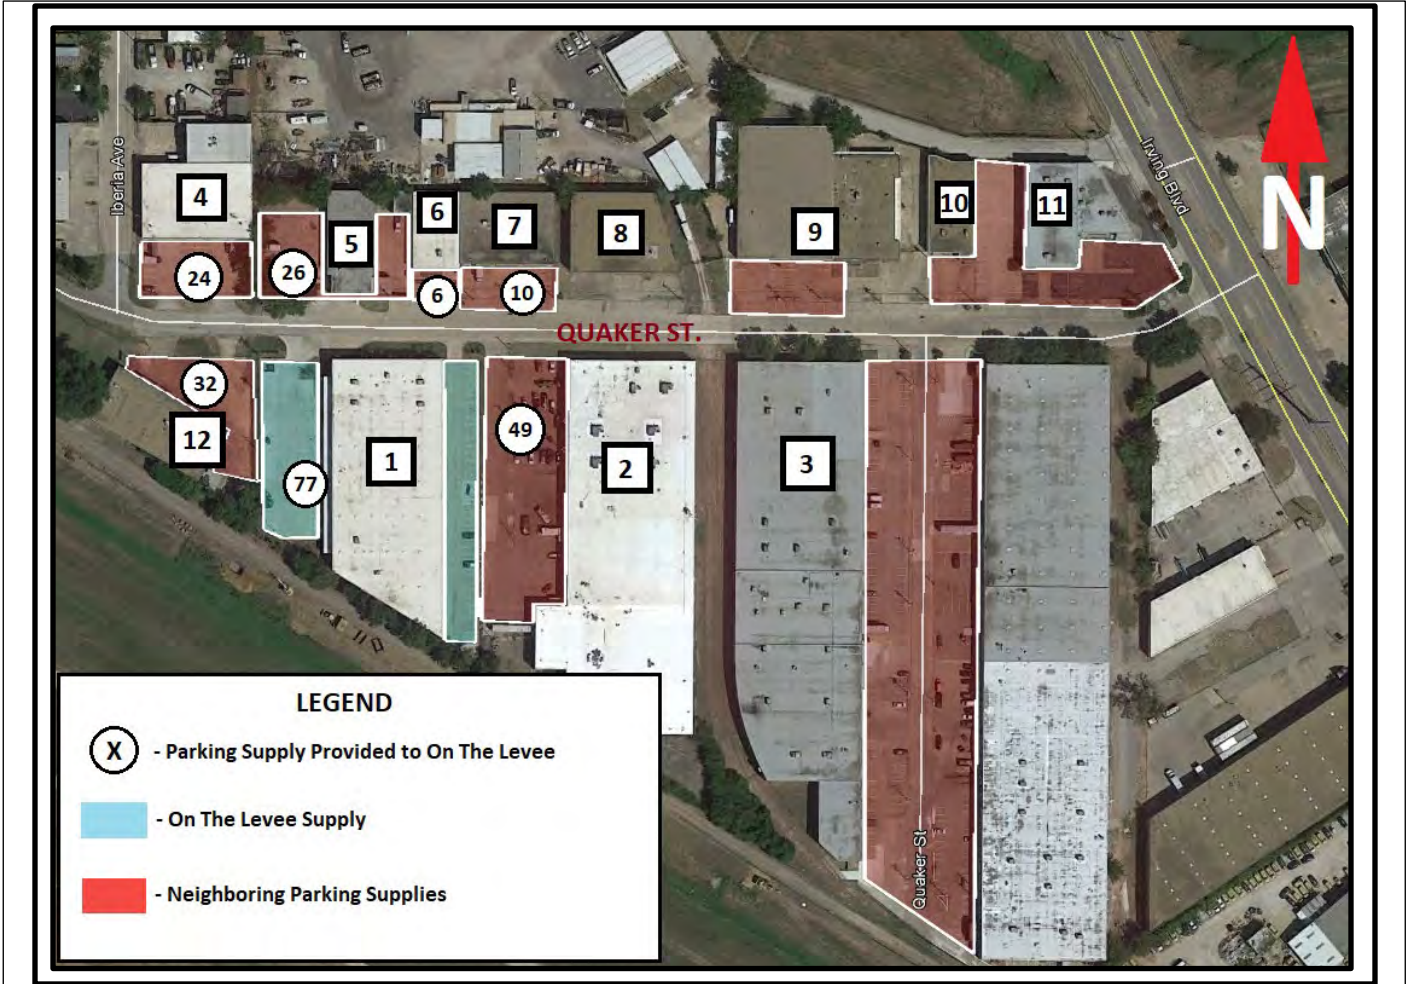 Iberia Ave
Irving Blvd
N
4
5
6
7
8
9
10
11
24
26
6
10
QUAKER ST.
32
12
77
1
49
2
3
Quaker St
LEGEND
X - Parking Supply Provided to On The Levee
- On The Levee Supply
- Neighboring Parking Supplies